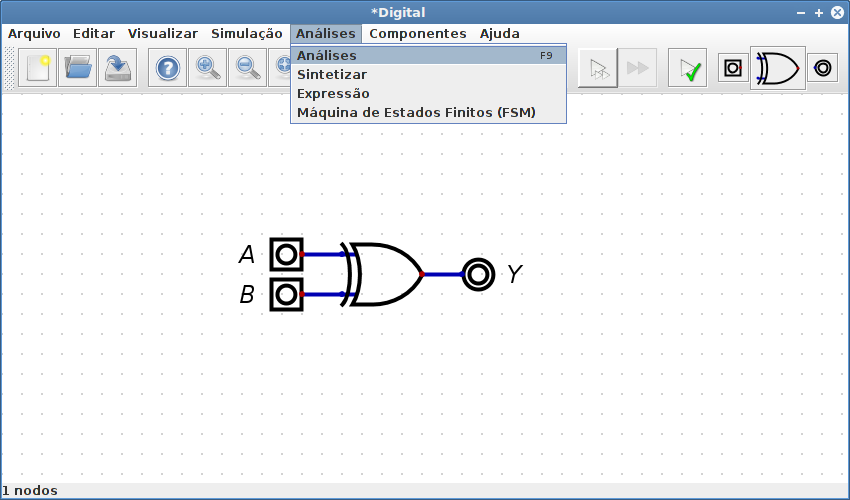 *Digital
Arquivo Editar Visualizar Simulação Análises Componentes Ajuda
Análises F9
Sintetizar
Expressão
Máquina de Estados Finitos (FSM)
A
B
Y
1 nodos